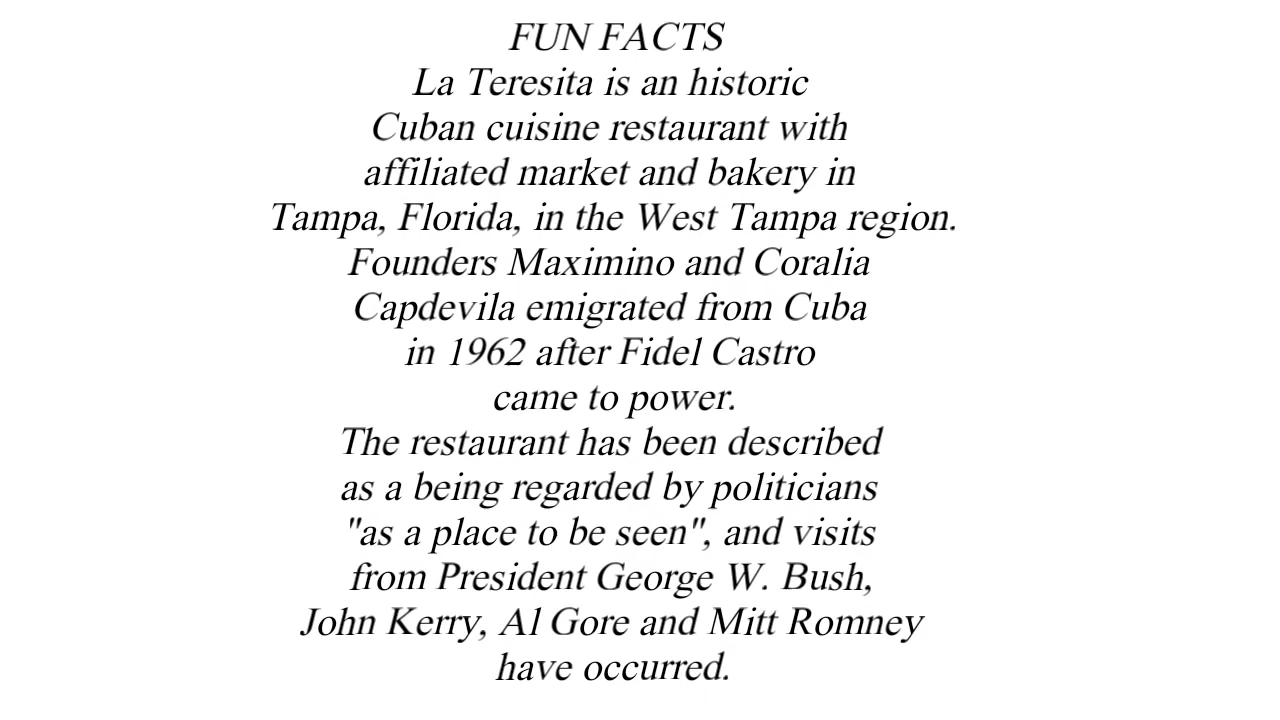 FUN FACTS
La Teresita is an historic
Cuban cuisine restaurant with
affiliated market and bakery in
Tampa, Florida, in the West Tampa region.
Founders Maximino and Coralia
Capdevila emigrated from Cuba
in 1962 after Fidel Castro
came to power.
The restaurant has been described
as a being regarded by politicians
"as a place to be seen", and visits
from President George W. Bush,
John Kerry, Al Gore and Mitt Romney
have occurred.